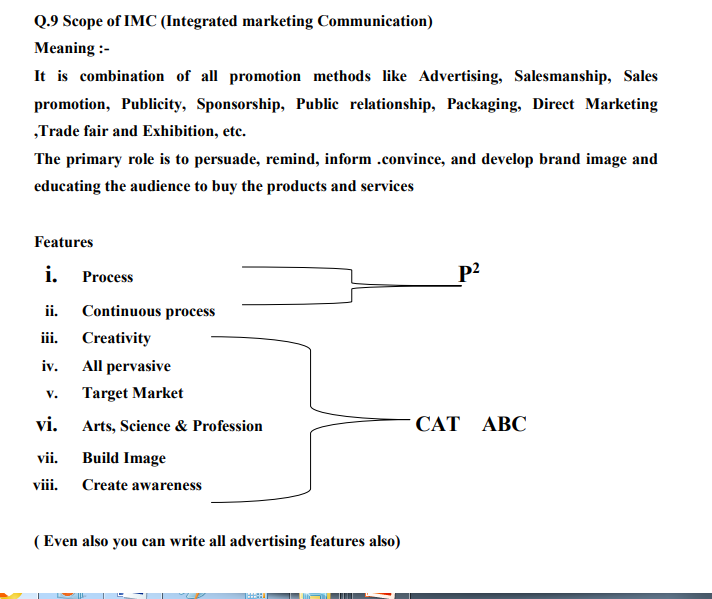 Q.9 Scope of IMC (Integrated marketing Communication)
Meaning :-
It is combination of all promotion methods like Advertising, Salesmanship, Sales
promotion, Publicity, Sponsorship, Public relationship, Packaging, Direct Marketing
,Trade fair and Exhibition, etc.
The primary role is to persuade, remind, inform .convince, and develop brand image and
educating the audience to buy the products and services
Features
i. Process
P²
ii. Continuous process
iii. Creativity
iv. All pervasive
v. Target Market
vi. Arts, Science & Profession
CAT ABC
vii. Build Image
viii. Create awareness
( Even also you can write all advertising features also)